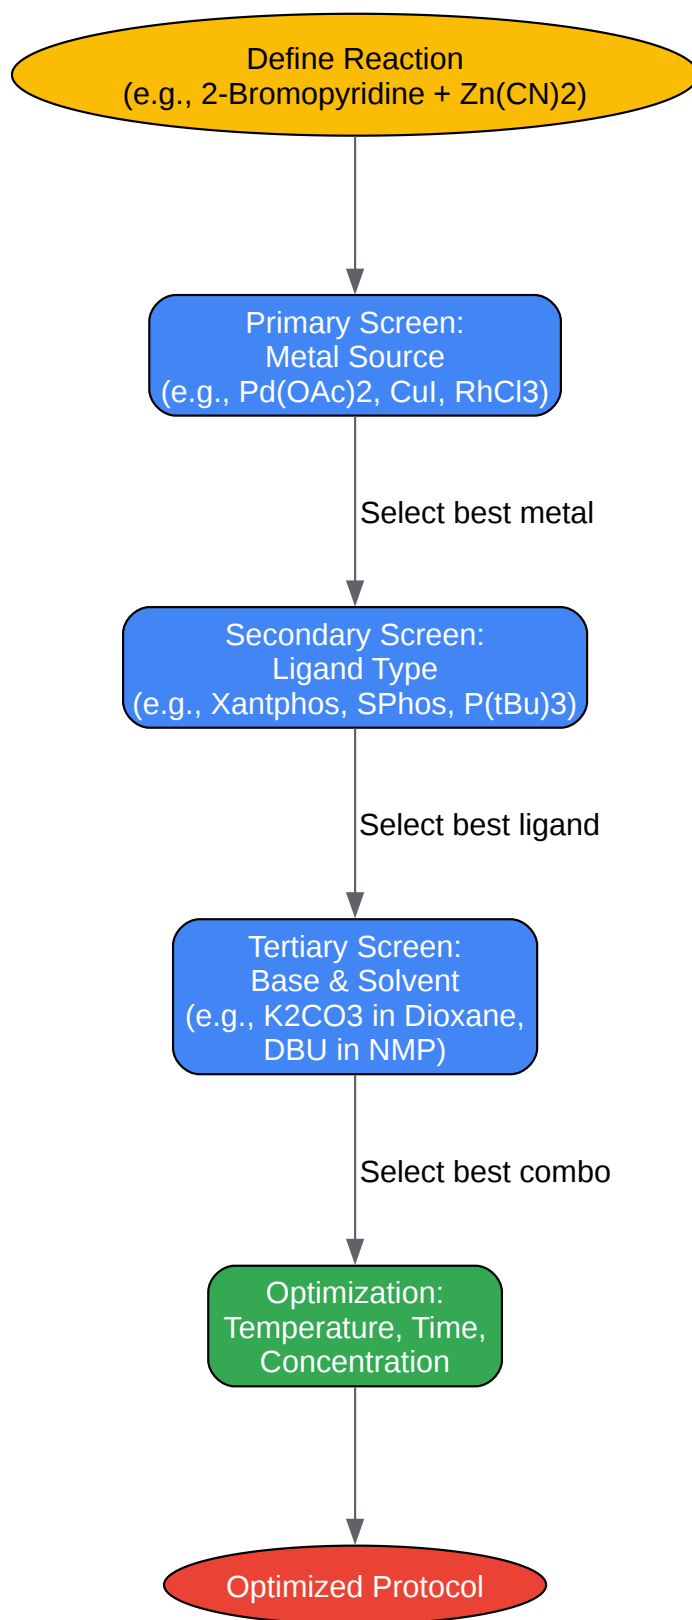 Define Reaction
(e.g., 2-Bromopyridine + Zn(CN)2)
Primary Screen:
Metal Source
(e.g., Pd(OAc)2, CuI, RhCl3)
Select best metal
Secondary Screen:
Ligand Type
(e.g., Xantphos, SPhos, P(tBu)3)
Select best ligand
Tertiary Screen:
Base & Solvent
(e.g., K2CO3 in Dioxane,
DBU in NMP)
Select best combo
Optimization:
Temperature, Time,
Concentration
Optimized Protocol